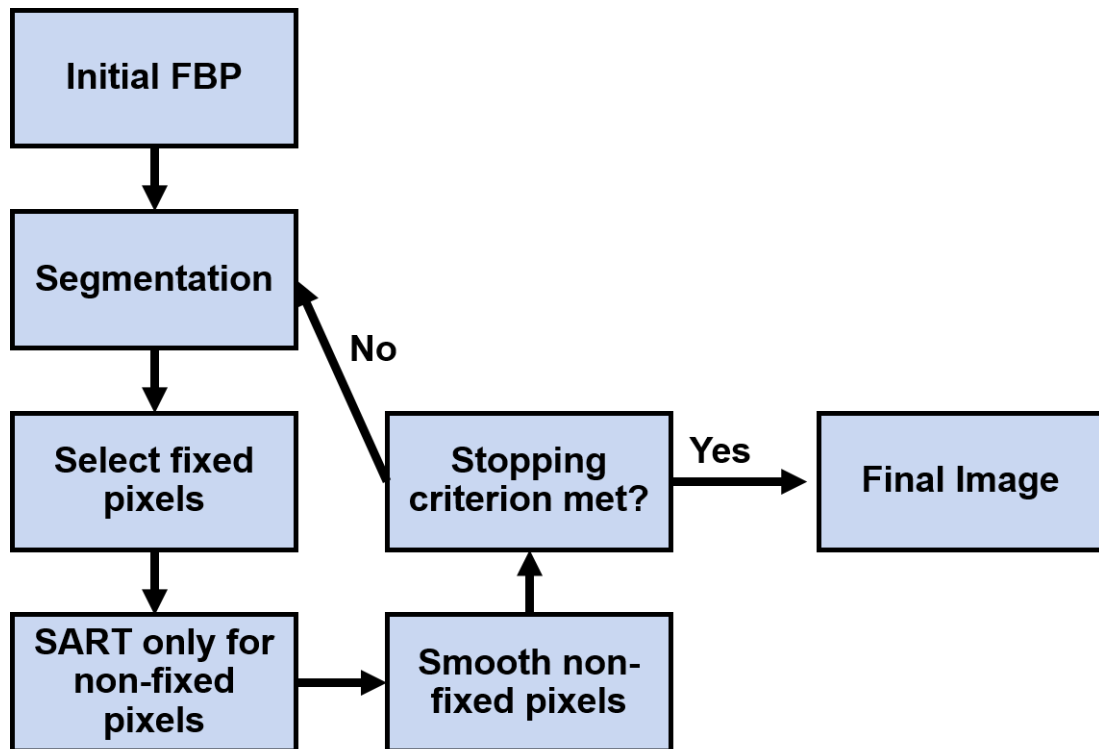 Initial FBP
Segmentation
No
Select fixed
pixels
Stopping
criterion met?
Yes
Final Image
SART only for
non-fixed
pixels
Smooth non-
fixed pixels